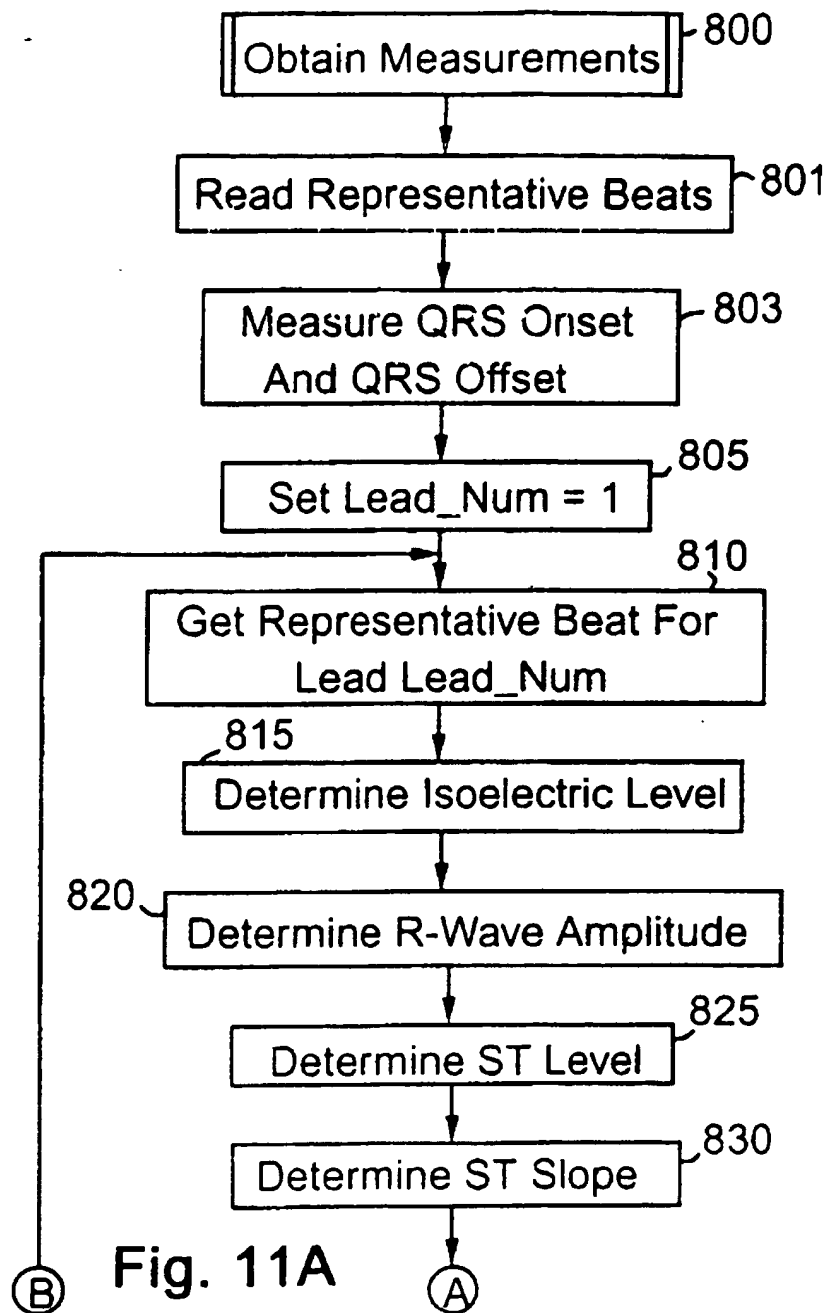 800
Obtain Measurements
801
Read Representative Beats
803
Measure QRS Onset
And QRS Offset
805
Set Lead_Num = 1
810
Get Representative Beat For
Lead Lead_Num
815
Determine Isoelectric Level
820
Determine R-Wave Amplitude
825
Determine ST Level
830
Determine ST Slope
B
Fig. 11A
A